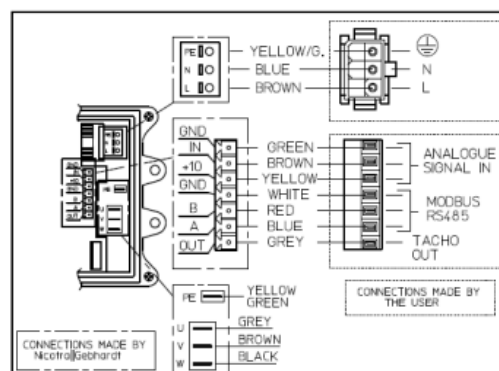 PE YELLOW/G.
N BLUE N
L BROWN L
GND
IN GREEN
+10 BROWN ANALOGUE
GND YELLOW SIGNAL IN
WHITE
B RED MODBUS
A BLUE RS485
OUT GREY TACHO
OUT
PE YELLOW
GREEN
CONNECTIONS MADE BY
THE USER
U GREY
V BROWN
W BLACK
CONNECTIONS MADE BY
Nicotra||Gebhardt